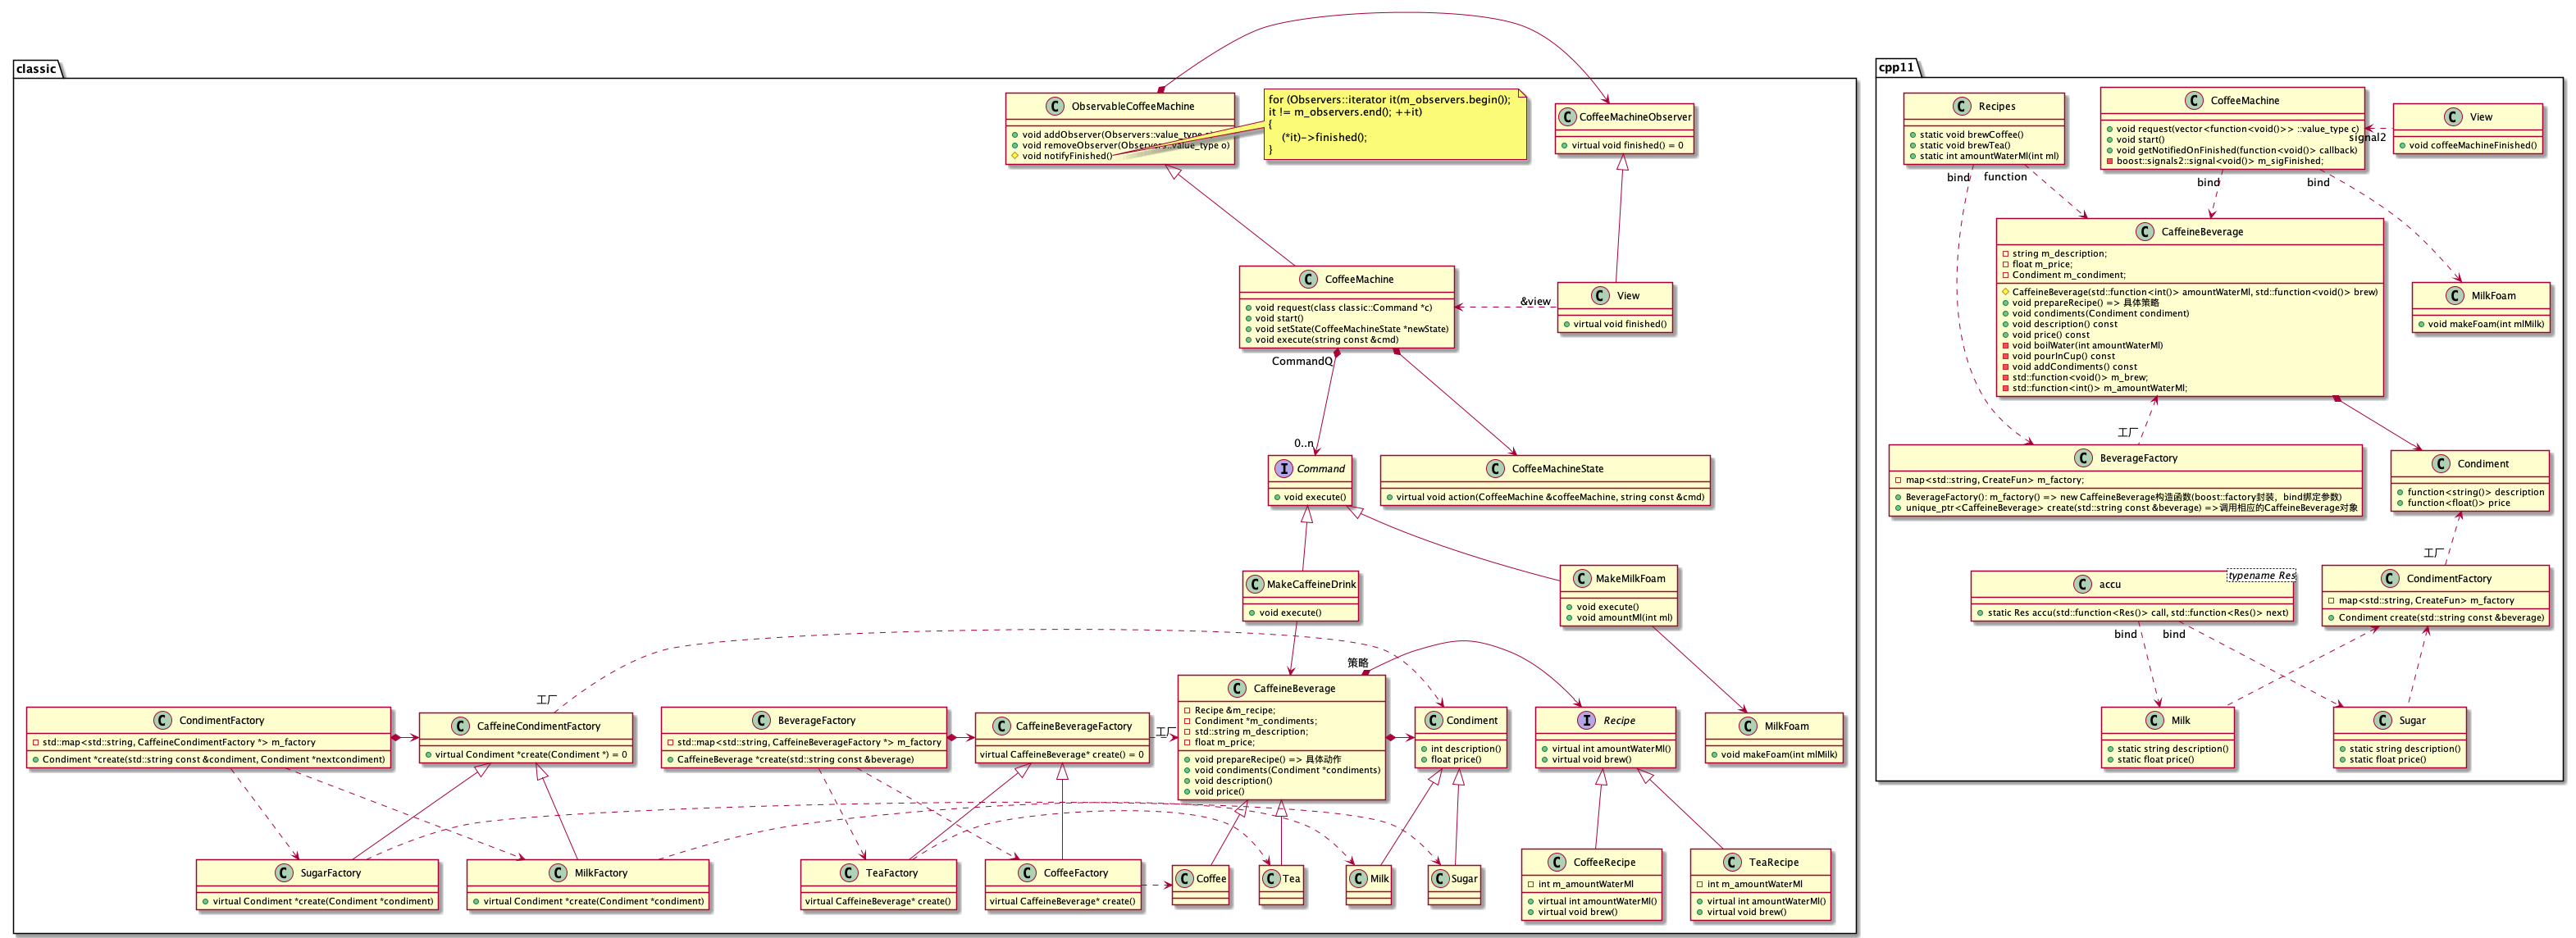 classic
ObservableCoffeeMachine
void removeObserver(Observers::value_type o)
void notifyFinished()
for (Observers::iterator it(m_observers.begin());
it != m_observers.end(); ++it)
{
(*it)->finished();
}
CoffeeMachineObserver
virtual void finished() = 0
CoffeeMachine
void request(class classic::Command *c)
void start()
void setState(CoffeeMachineState *newState)
void execute(string const &cmd)
&view
View
virtual void finished()
CommandQ
0..n
Command
void execute()
CoffeeMachineState
virtual void action(CoffeeMachine &coffeeMachine, string const &cmd)
MakeCaffeineDrink
void execute()
MakeMilkFoam
void execute()
void amountMl(int ml)
工厂
策略
CondimentFactory
std::map<std::string, CaffeineCondimentFactory *> m_factory
Condiment *create(std::string const &condiment, Condiment *nextcondiment)
CaffeineCondimentFactory
virtual Condiment *create(Condiment *) = 0
BeverageFactory
std::map<std::string, CaffeineBeverageFactory *> m_factory
CaffeineBeverage *create(std::string const &beverage)
CaffeineBeverageFactory
virtual CaffeineBeverage* create() = 0
工厂
CaffeineBeverage
Recipe &m_recipe;
Condiment *m_condiments;
std::string m_description;
float m_price;
void prepareRecipe() => 具体动作
void condiments(Condiment *condiments)
void description()
void price()
Condiment
int description()
float price()
Recipe
virtual int amountWaterMl()
virtual void brew()
MilkFoam
void makeFoam(int mlMilk)
SugarFactory
virtual Condiment *create(Condiment *condiment)
MilkFactory
virtual Condiment *create(Condiment *condiment)
TeaFactory
virtual CaffeineBeverage* create()
CoffeeFactory
virtual CaffeineBeverage* create()
Coffee
Tea
Milk
Sugar
CoffeeRecipe
int m_amountWaterMl
virtual int amountWaterMl()
virtual void brew()
TeaRecipe
int m_amountWaterMl
virtual int amountWaterMl()
virtual void brew()
cpp11
Recipes
static void brewCoffee()
static void brewTea()
static int amountWaterMl(int ml)
CoffeeMachine
void request(vector<function<void()>> ::value_type c)
void start()
void getNotifiedOnFinished(function<void()> callback)
boost::signals2::signal<void()> m_sigFinished;
signal2
View
void coffeeMachineFinished()
bind
function
bind
bind
CaffeineBeverage
string m_description;
float m_price;
Condiment m_condiment;
CaffeineBeverage(std::function<int()> amountWaterMl, std::function<void()> brew)
void prepareRecipe() => 具体策略
void condiments(Condiment condiment)
void description() const
void price() const
void boilWater(int amountWaterMl)
void pourInCup() const
void addCondiments() const
std::function<void()> m_brew;
std::function<int()> m_amountWaterMl;
MilkFoam
void makeFoam(int mlMilk)
工厂
BeverageFactory
map<std::string, CreateFun> m_factory;
BeverageFactory(): m_factory() => new CaffeineBeverage构造函数(boost::factory封装，bind绑定参数)
unique_ptr<CaffeineBeverage> create(std::string const &beverage) =>调用相应的CaffeineBeverage对象
Condiment
function<string()> description
function<float()> price
工厂
accu
typename Res
static Res accu(std::function<Res()> call, std::function<Res()> next)
CondimentFactory
map<std::string, CreateFun> m_factory
Condiment create(std::string const &beverage)
bind
bind
Milk
static string description()
static float price()
Sugar
static string description()
static float price()